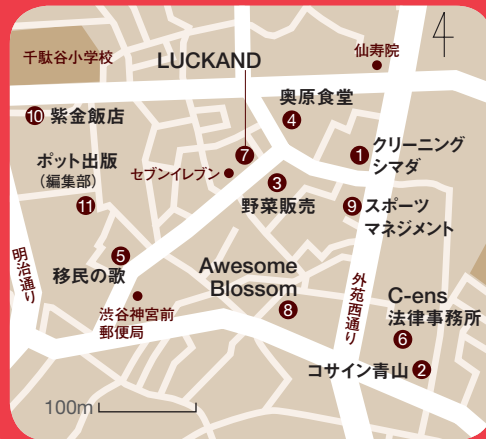 千駄谷小学校
LUCKAND
仙寿院
⑩ 紫金飯店
奥原食堂
④
ポット出版
(編集部)
⑪
セブンイレブン
⑦
① クリーニング
シマダ
③
野菜販売
⑨ スポーツ
マネジメント
明治通り
⑤
移民の歌
渋谷神宮前
郵便局
Awesome
Blossom
⑧
外苑西通り
C-ens
法律事務所
⑥
コサイン青山 ②
100m